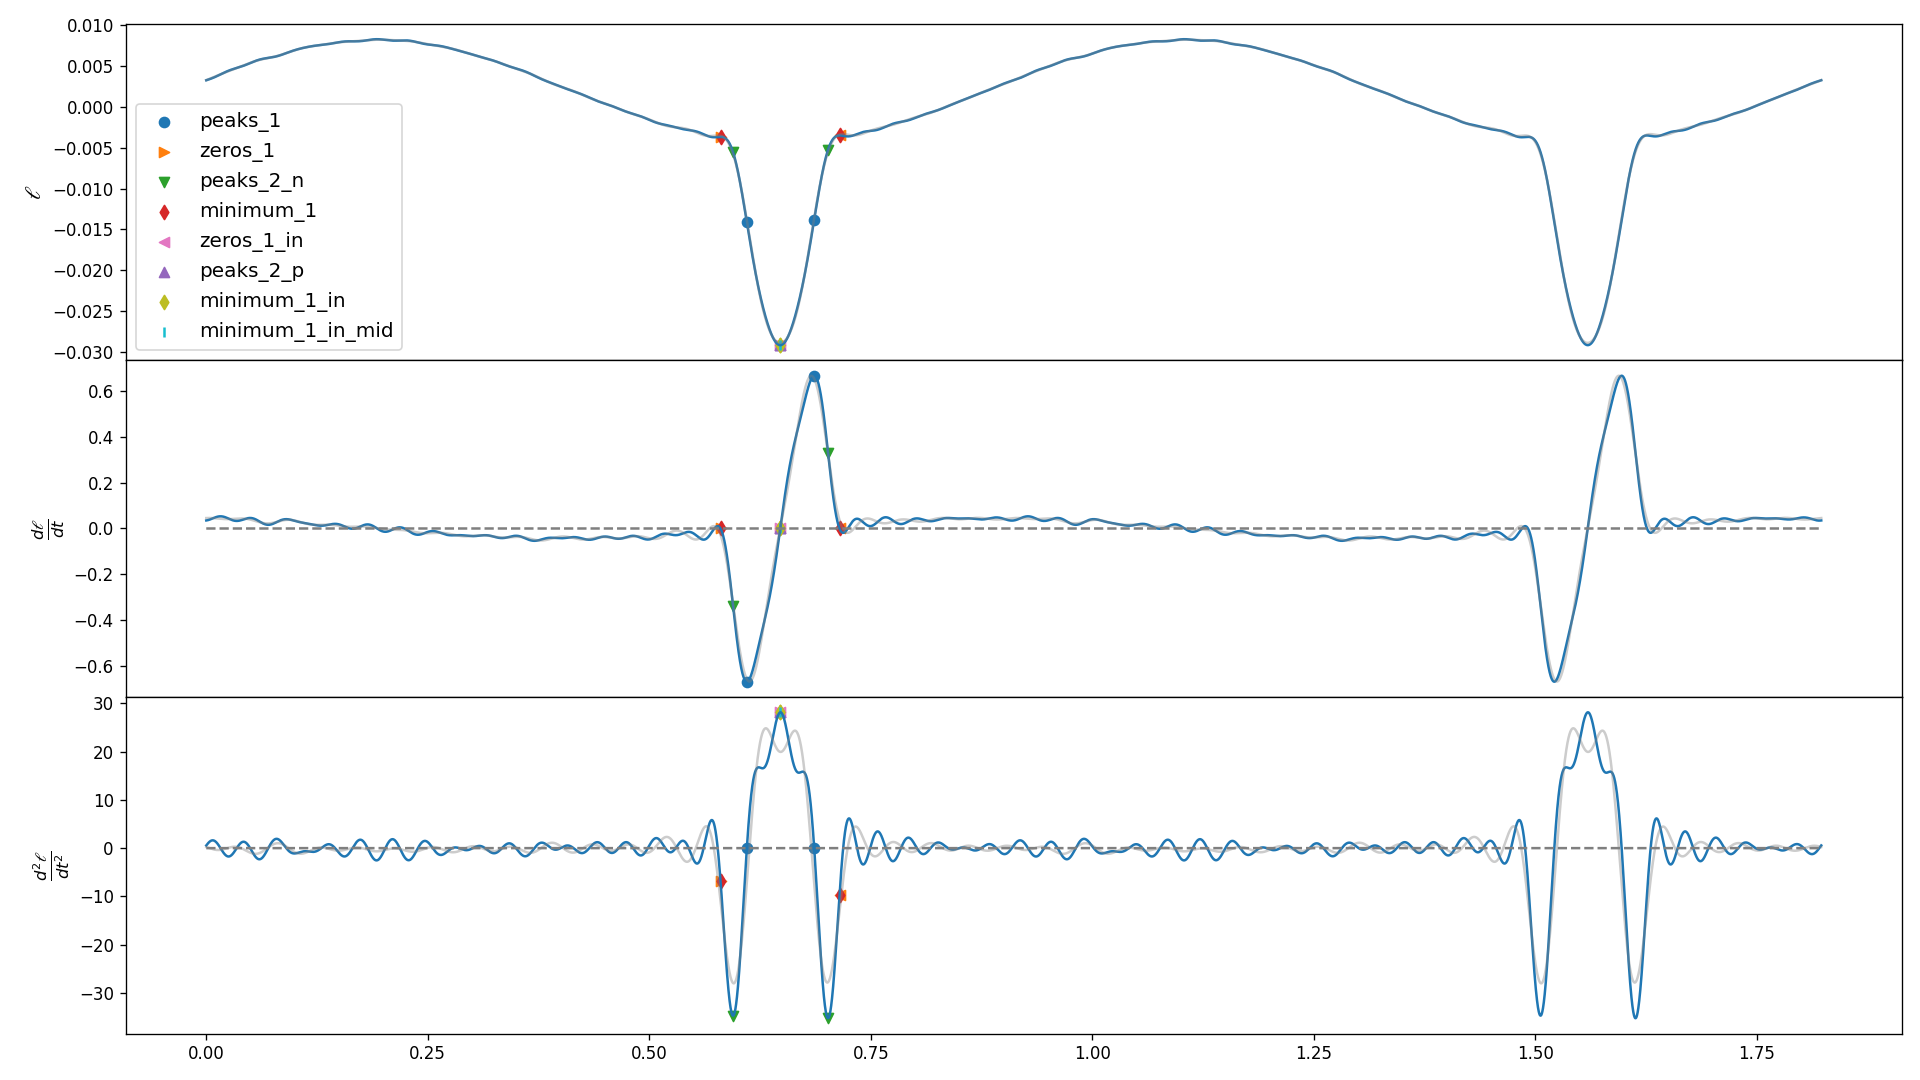 0.010
0.005
0.000
−0.005
−0.010
−0.015
−0.020
−0.025
−0.030
ℓ
peaks_1
zeros_1
peaks_2_n
minimum_1
zeros_1_in
peaks_2_p
minimum_1_in
minimum_1_in_mid
0.6
0.4
0.2
0.0
−0.2
−0.4
−0.6
dℓ
dt
30
20
10
0
−10
−20
−30
d²ℓ
dt²
0.00 0.25 0.50 0.75 1.00 1.25 1.50 1.75